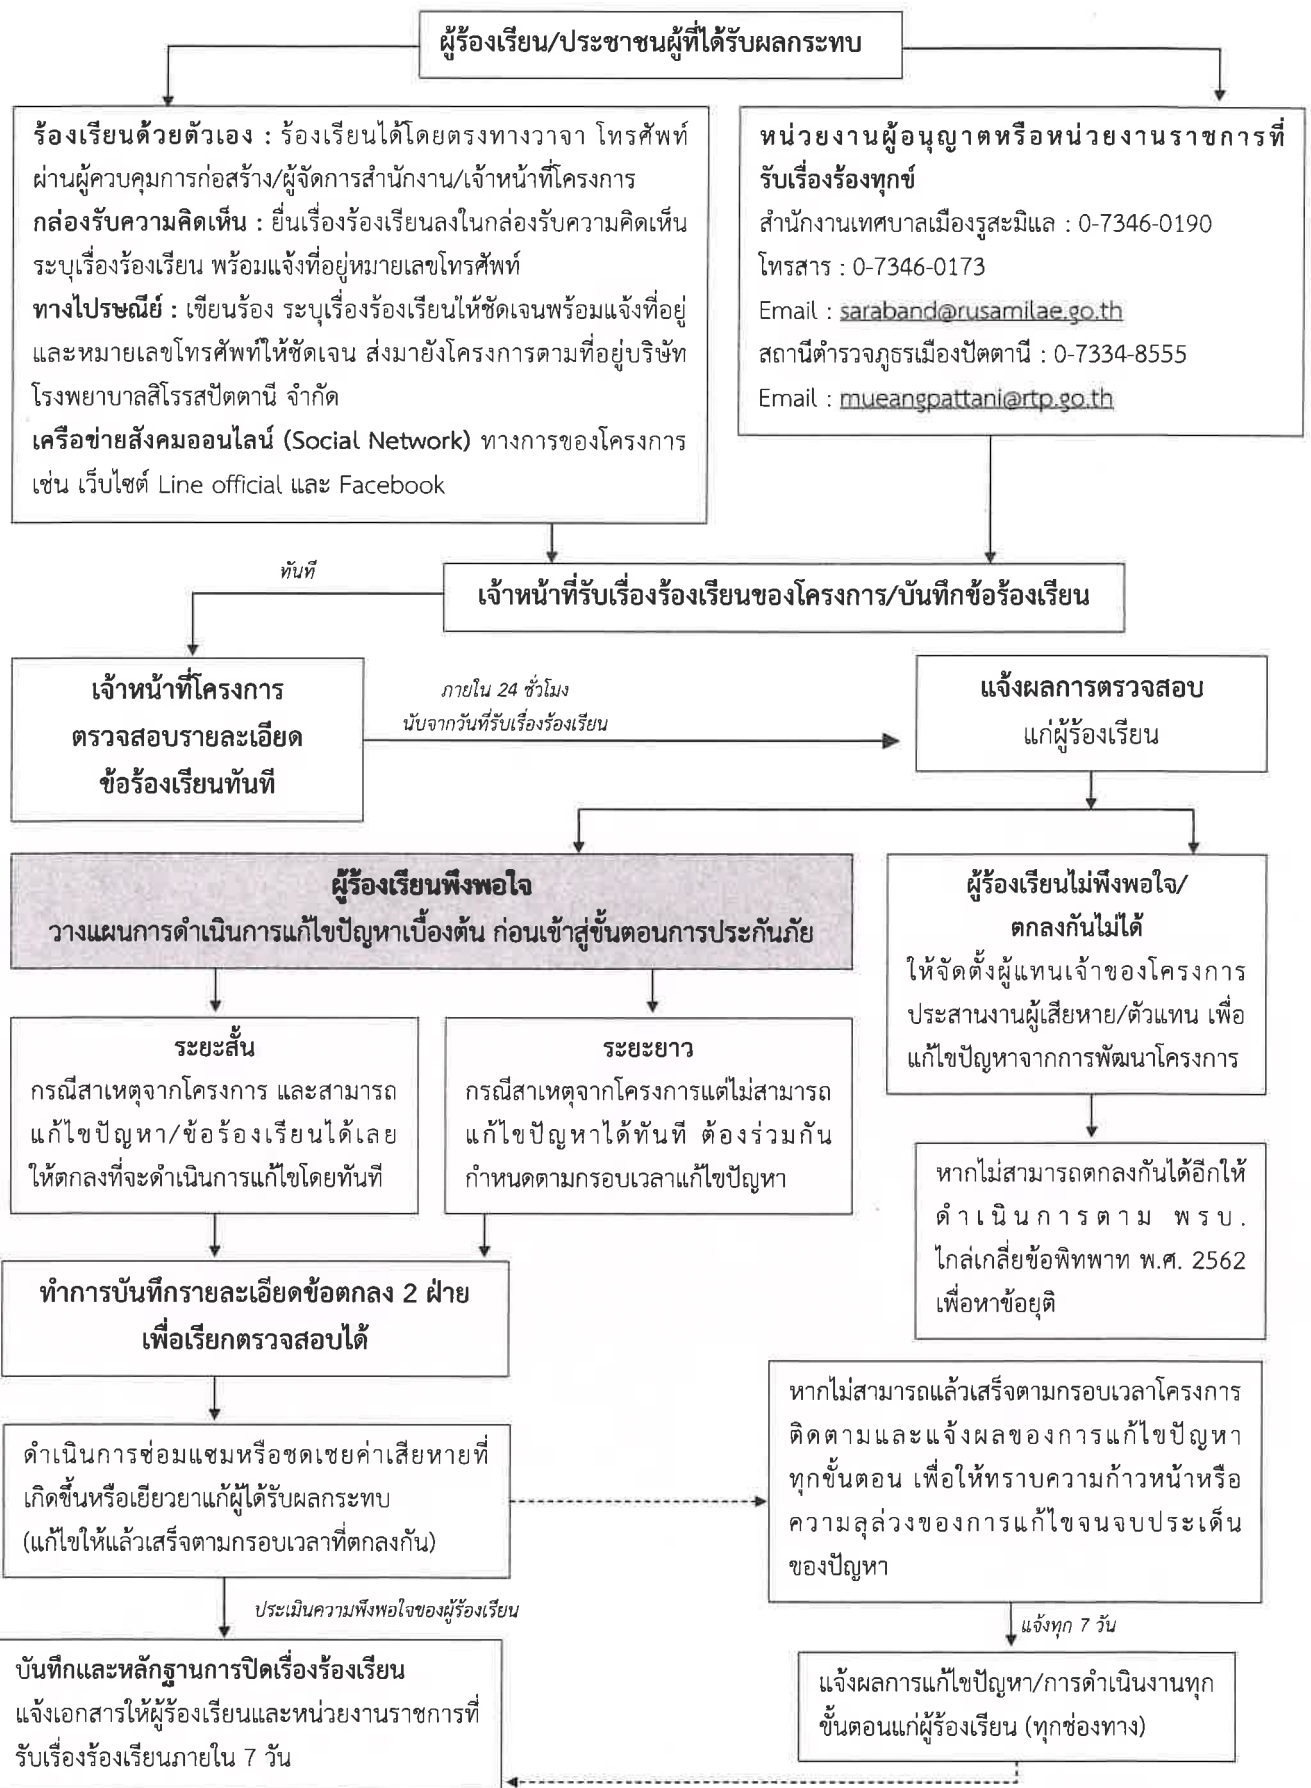 ผู้ร้องเรียน/ประชาชนผู้ที่ได้รับผลกระทบ
ร้องเรียนด้วยตัวเอง : ร้องเรียนได้โดยตรงทางวาจา โทรศัพท์
ผ่านผู้ควบคุมการก่อสร้าง/ผู้จัดการสำนักงาน/เจ้าหน้าที่โครงการ
กล่องรับความคิดเห็น : ยื่นเรื่องร้องเรียนลงในกล่องรับความคิดเห็น
ระบุเรื่องร้องเรียน พร้อมแจ้งที่อยู่หมายเลขโทรศัพท์
ทางไปรษณีย์ : เขียนร้อง ระบุเรื่องร้องเรียนให้ชัดเจนพร้อมแจ้งที่อยู่
และหมายเลขโทรศัพท์ให้ชัดเจน ส่งมายังโครงการตามที่อยู่บริษัท
โรงพยาบาลสิโรรสปัตตานี จำกัด
เครือข่ายสังคมออนไลน์ (Social Network) ทางการของโครงการ
เช่น เว็บไซต์ Line official และ Facebook
หน่วยงานผู้อนุญาตหรือหน่วยงานราชการที่
รับเรื่องร้องทุกข์
สำนักงานเทศบาลเมืองรูสะมิแล : 0-7346-0190
โทรสาร : 0-7346-0173
Email : saraband@rusamilae.go.th
สถานีตำรวจภูธรเมืองปัตตานี : 0-7334-8555
Email : mueangpattani@rtp.go.th
ทันที
เจ้าหน้าที่รับเรื่องร้องเรียนของโครงการ/บันทึกข้อร้องเรียน
เจ้าหน้าที่โครงการ
ตรวจสอบรายละเอียด
ข้อร้องเรียนทันที
ภายใน 24 ชั่วโมง
นับจากวันที่รับเรื่องร้องเรียน
แจ้งผลการตรวจสอบ
แก่ผู้ร้องเรียน
ผู้ร้องเรียนพึงพอใจ
วางแผนการดำเนินการแก้ไขปัญหาเบื้องต้น ก่อนเข้าสู่ขั้นตอนการประกันภัย
ผู้ร้องเรียนไม่พึงพอใจ/
ตกลงกันไม่ได้
ให้จัดตั้งผู้แทนเจ้าของโครงการ
ประสานงานผู้เสียหาย/ตัวแทน เพื่อ
แก้ไขปัญหาจากการพัฒนาโครงการ
ระยะสั้น
กรณีสาเหตุจากโครงการ และสามารถ
แก้ไขปัญหา/ข้อร้องเรียนได้เลย
ให้ตกลงที่จะดำเนินการแก้ไขโดยทันที
ระยะยาว
กรณีสาเหตุจากโครงการแต่ไม่สามารถ
แก้ไขปัญหาได้ทันที ต้องร่วมกัน
กำหนดตามกรอบเวลาแก้ไขปัญหา
หากไม่สามารถตกลงกันได้อีกให้
ดำเนินการตาม พรบ.
ไกล่เกลี่ยข้อพิทพาท พ.ศ. 2562
เพื่อหาข้อยุติ
ทำการบันทึกรายละเอียดข้อตกลง 2 ฝ่าย
เพื่อเรียกตรวจสอบได้
ดำเนินการซ่อมแซมหรือชดเชยค่าเสียหายที่
เกิดขึ้นหรือเยียวยาแก้ผู้ได้รับผลกระทบ
(แก้ไขให้แล้วเสร็จตามกรอบเวลาที่ตกลงกัน)
หากไม่สามารถแล้วเสร็จตามกรอบเวลาโครงการ
ติดตามและแจ้งผลของการแก้ไขปัญหา
ทุกขั้นตอน เพื่อให้ทราบความก้าวหน้าหรือ
ความลุล่วงของการแก้ไขจนจบประเด็น
ของปัญหา
ประเมินความพึงพอใจของผู้ร้องเรียน
แจ้งทุก 7 วัน
บันทึกและหลักฐานการปิดเรื่องร้องเรียน
แจ้งเอกสารให้ผู้ร้องเรียนและหน่วยงานราชการที่
รับเรื่องร้องเรียนภายใน 7 วัน
แจ้งผลการแก้ไขปัญหา/การดำเนินงานทุก
ขั้นตอนแก่ผู้ร้องเรียน (ทุกช่องทาง)